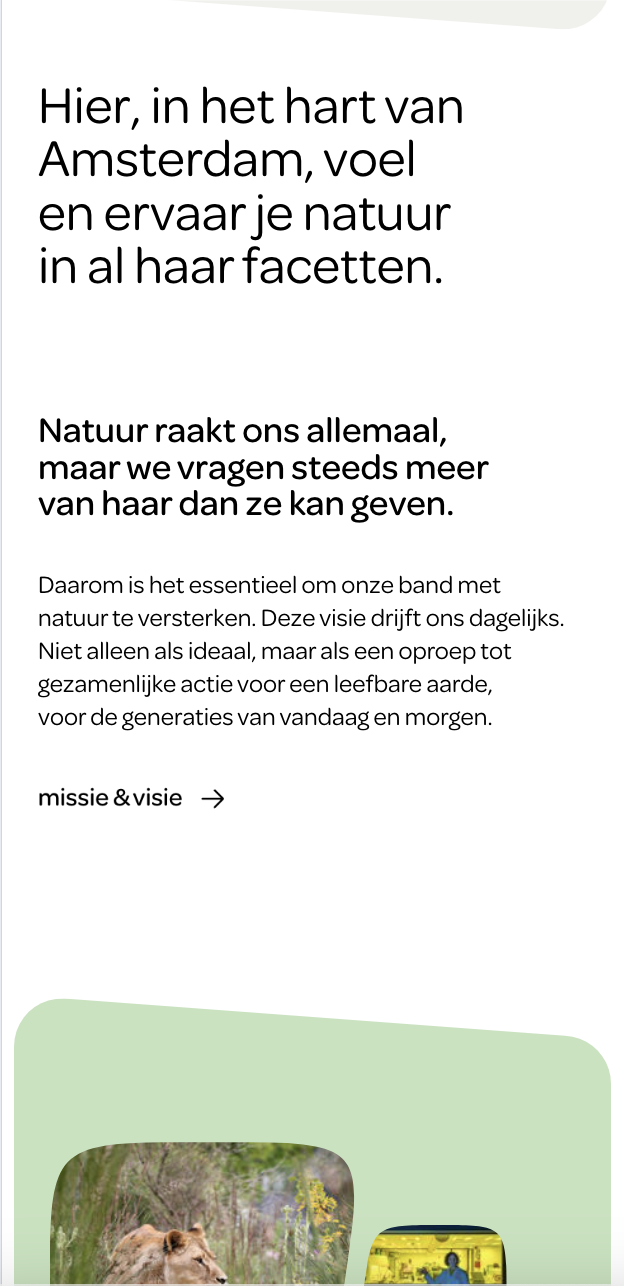 Hier, in het hart van
Amsterdam, voel
en ervaar je natuur
in al haar facetten.
Natuur raakt ons allemaal,
maar we vragen steeds meer
van haar dan ze kan geven.
Daarom is het essentieel om onze band met
natuur te versterken. Deze visie drijft ons dagelijks.
Niet alleen als ideaal, maar als een oproep tot
gezamenlijke actie voor een leefbare aarde,
voor de generaties van vandaag en morgen.
missie & visie →